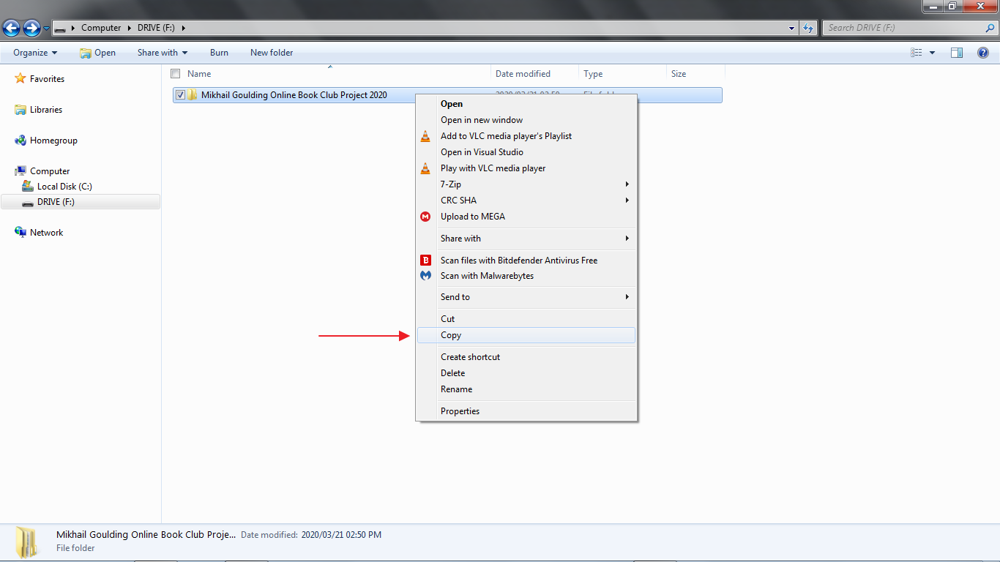 Computer DRIVE (F:)
Search DRIVE (F:)
Organize Open Share with Burn New folder
Name Date modified Type Size
Favorites
Libraries
Homegroup
Computer
Local Disk (C:)
DRIVE (F:)
Network
Mikhail Goulding Online Book Club Project 2020
Open
Open in new window
Add to VLC media player's Playlist
Open in Visual Studio
Play with VLC media player
7-Zip
CRC SHA
Upload to MEGA
Share with
Scan files with Bitdefender Antivirus Free
Scan with Malwarebytes
Send to
Cut
Copy
Create shortcut
Delete
Rename
Properties
Mikhail Goulding Online Book Club Proje... Date modified: 2020/03/21 02:50 PM
File folder